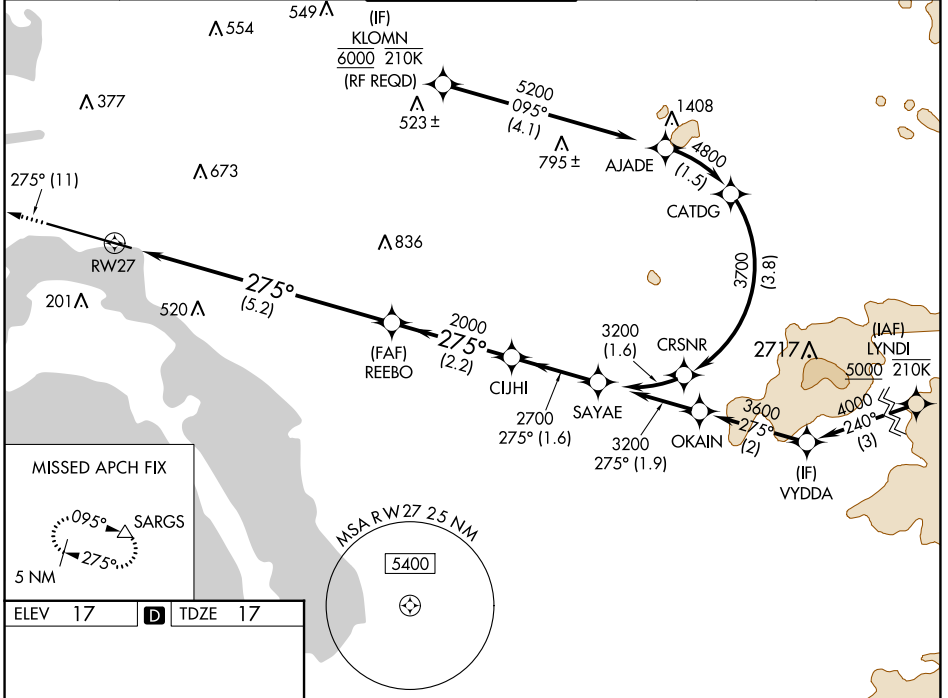 549
(IF)
KLOMN
6000 210K
(RF REQD)
554
377
523 ±
5200
095°
(4.1)
1408
795 ±
AJADE
4800
(1.5)
CATDG
673
275° (11)
836
RW27
3700
(3.8)
201
520
275°
(5.2)
(FAF)
REEBO
2000
275°
(2.2)
CIJHI
2700
275° (1.6)
SAYAE
3200
(1.6)
CRSNR
3200
275° (1.9)
OKAIN
3600
275°
(2)
2717
(IAF)
LYNDI
5000 210K
4000
240°
(3)
(IF)
VYDDA
MISSED APCH FIX
095°
SARGS
275°
5 NM
MSA RW27 25 NM
5400
ELEV 17 D TDZE 17